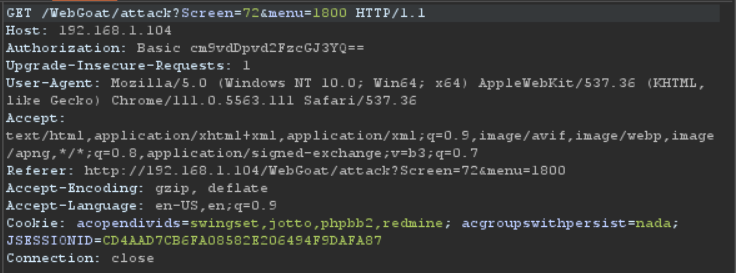 GET /WebGoat/attack?Screen=72&menu=1800 HTTP/1.1
Host: 192.168.1.104
Authorization: Basic cm9vdDpvd2FzcGJ3YQ==
Upgrade-Insecure-Requests: 1
User-Agent: Mozilla/5.0 (Windows NT 10.0; Win64; x64) AppleWebKit/537.36 (KHTML,
like Gecko) Chrome/111.0.5563.111 Safari/537.36
Accept:
text/html,application/xhtml+xml,application/xml;q=0.9,image/avif,image/webp,image
/apng,*/*;q=0.8,application/signed-exchange;v=b3;q=0.7
Referer: http://192.168.1.104/WebGoat/attack?Screen=72&menu=1800
Accept-Encoding: gzip, deflate
Accept-Language: en-US,en;q=0.9
Cookie: acopendivids=swingset,jotto,phpbb2,redmine; acgroupswithpersist=nada;
JSESSIONID=CD4AAD7CB6FA08582E206494F9DAFA87
Connection: close